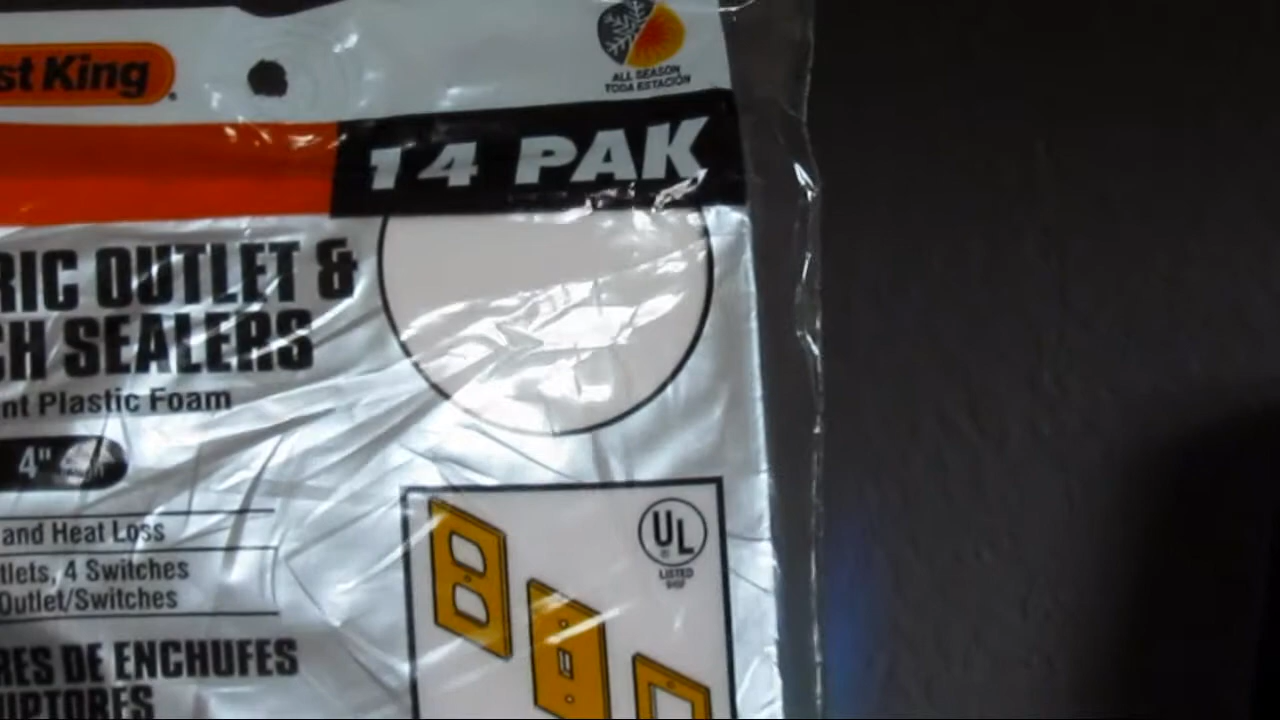 st King
ALL SEASON
TODA ESTACIÓN
14 PAK
RIC OUTLET &
CH SEALERS
nt Plastic Foam
4"
and Heat Loss
tlets, 4 Switches
Outlet/Switches
RES DE ENCHUFES
UPTORES
UL
LISTED